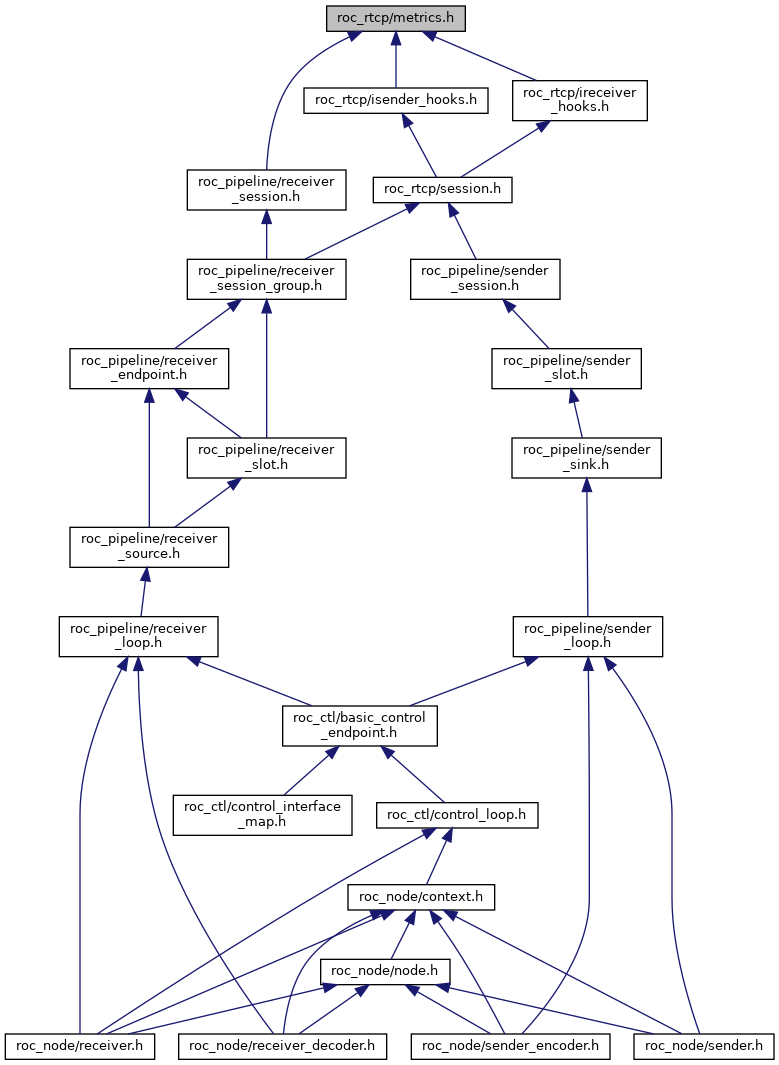 roc_rtcp/metrics.h
roc_rtcp/isender_hooks.h
roc_rtcp/ireceiver
_hooks.h
roc_pipeline/receiver
_session.h
roc_rtcp/session.h
roc_pipeline/receiver
_session_group.h
roc_pipeline/sender
_session.h
roc_pipeline/receiver
_endpoint.h
roc_pipeline/sender
_slot.h
roc_pipeline/receiver
_slot.h
roc_pipeline/sender
_sink.h
roc_pipeline/receiver
_source.h
roc_pipeline/receiver
_loop.h
roc_pipeline/sender
_loop.h
roc_ctl/basic_control
_endpoint.h
roc_ctl/control_interface
_map.h
roc_ctl/control_loop.h
roc_node/context.h
roc_node/node.h
roc_node/receiver.h
roc_node/receiver_decoder.h
roc_node/sender_encoder.h
roc_node/sender.h